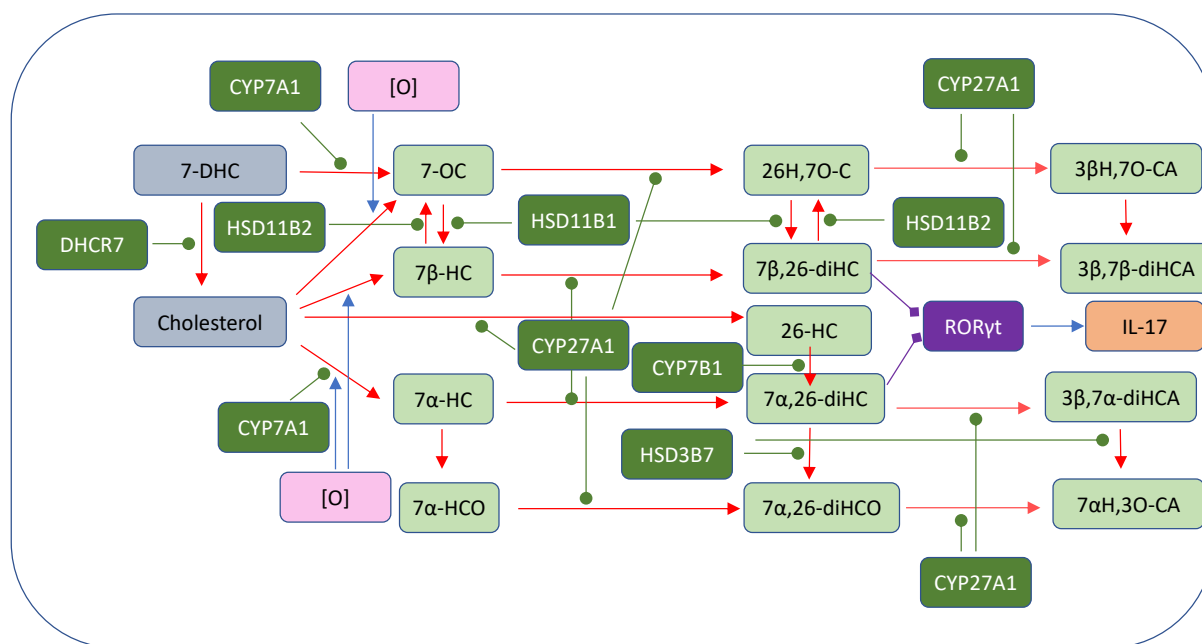 CYP7A1
[O]
CYP27A1
7-DHC
7-OC
26H,7O-C
3βH,7O-CA
HSD11B2
HSD11B1
HSD11B2
DHCR7
7β-HC
7β,26-diHC
3β,7β-diHCA
Cholesterol
26-HC
RORγt
IL-17
CYP27A1
CYP7B1
7α-HC
7α,26-diHC
3β,7α-diHCA
CYP7A1
HSD3B7
[O]
7α-HCO
7α,26-diHCO
7αH,3O-CA
CYP27A1